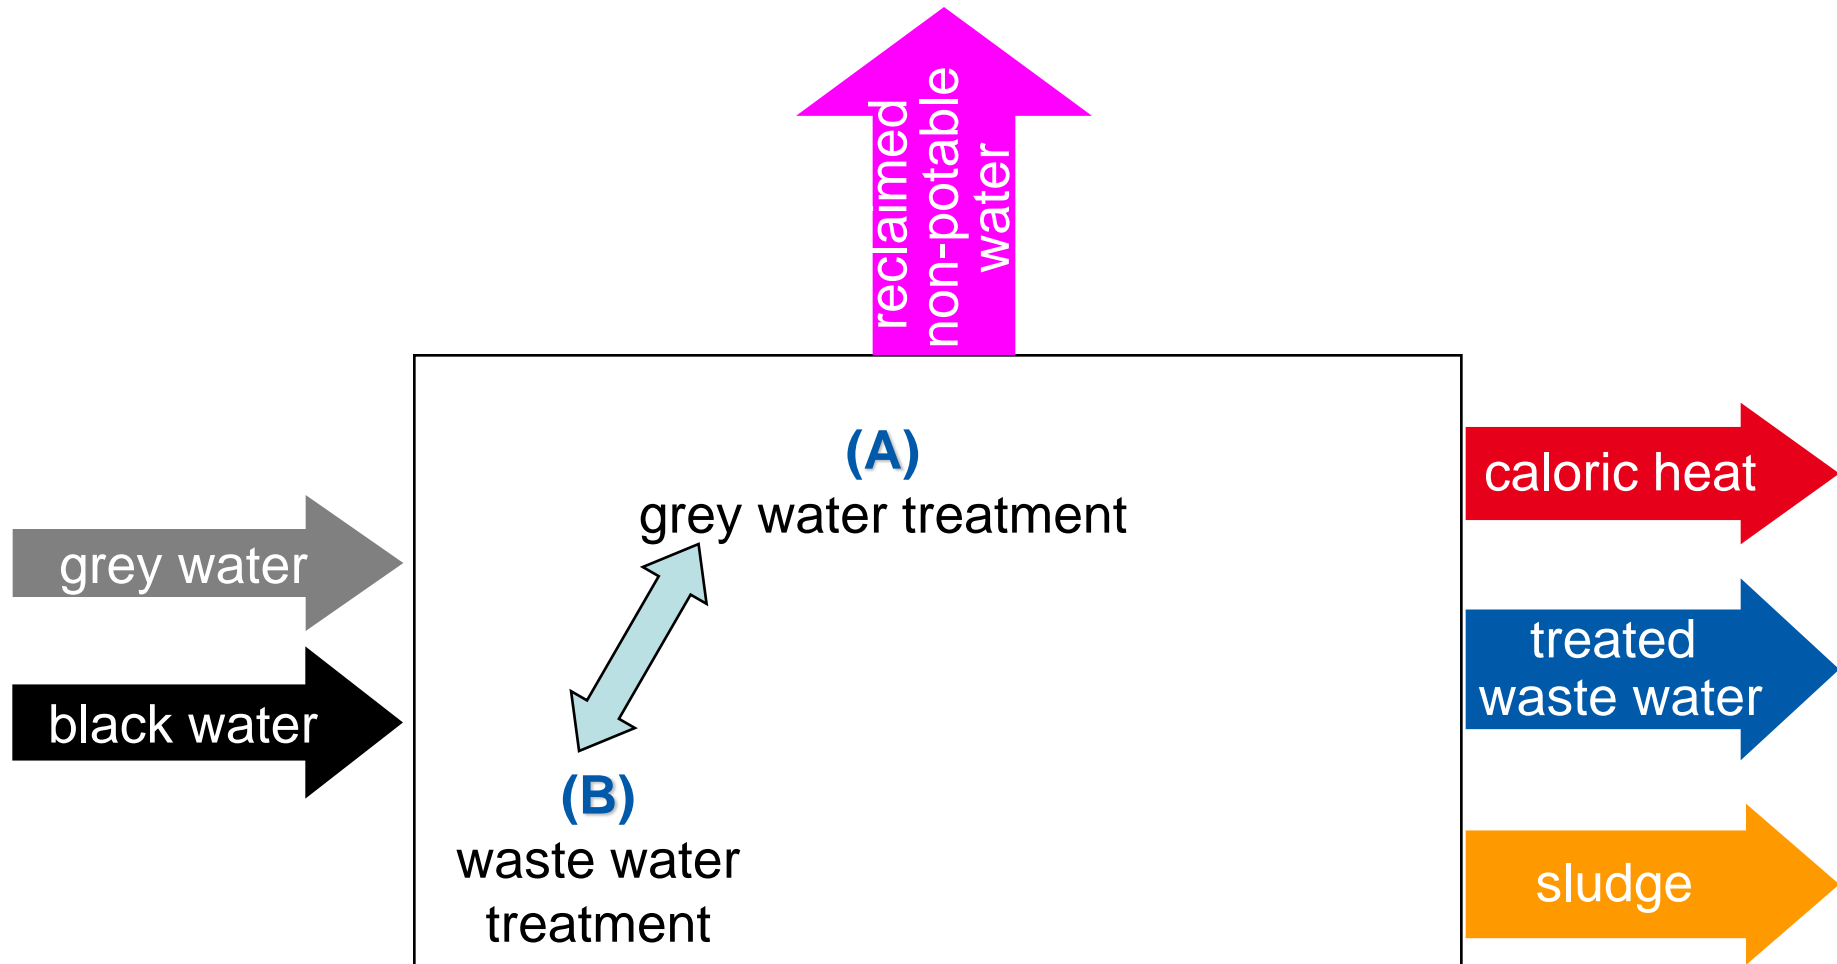 reclaimed
non-potable
water
(A)
grey water treatment
caloric heat
grey water
treated
waste water
black water
(B)
waste water
treatment
sludge